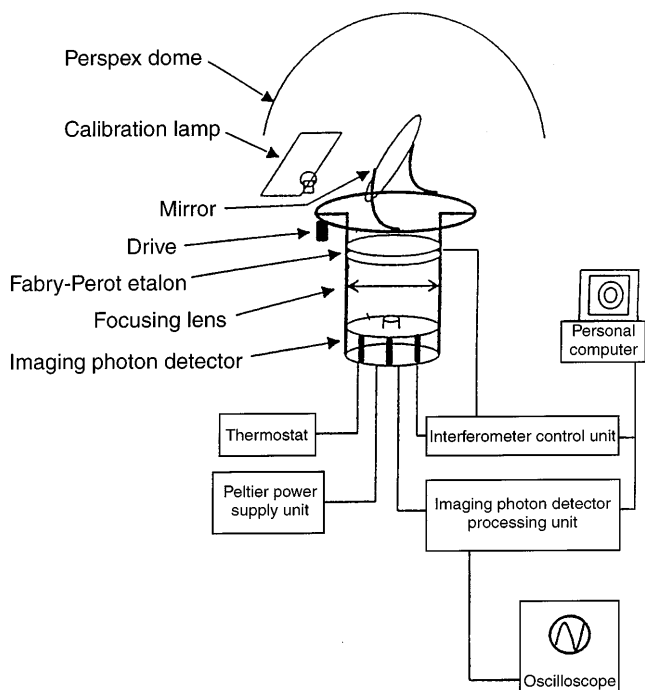 Perspex dome
Calibration lamp
Mirror
Drive
Fabry-Perot etalon
Focusing lens
Imaging photon detector
Personal
computer
Thermostat
Interferometer control unit
Peltier power
supply unit
Imaging photon detector
processing unit
Oscilloscope